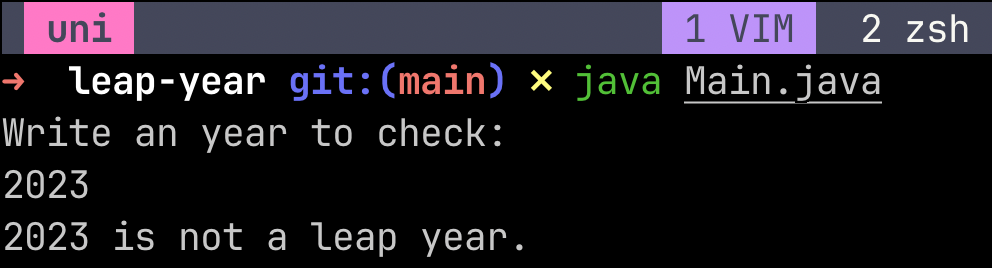 uni 1 VIM 2 zsh
→ leap-year git:(main) × java Main.java
Write an year to check:
2023
2023 is not a leap year.